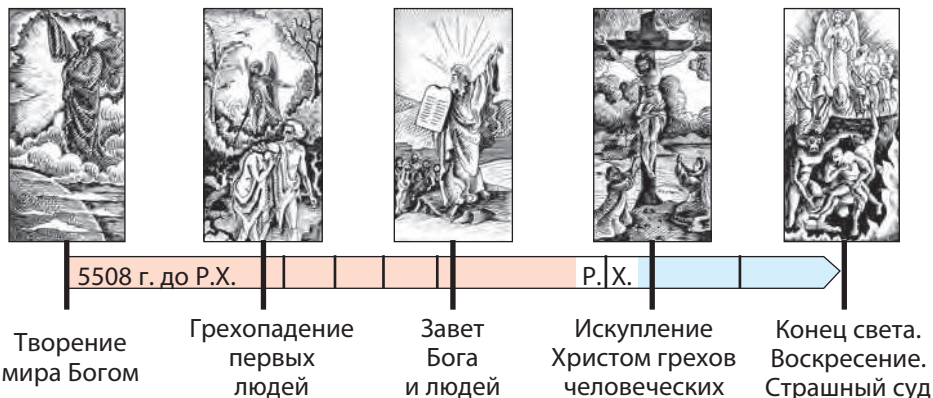 5508 г. до Р.Х.
Р. Х.
Творение
мира Богом
Грехопадение
первых
людей
Завет
Бога
и людей
Искупление
Христом грехов
человеческих
Конец света.
Воскресение.
Страшный суд